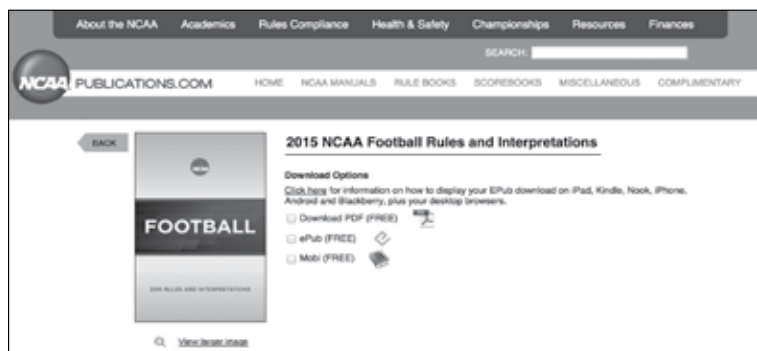 About the NCAA Academics Rules Compliance Health & Safety Championships Resources Finances
SEARCH:
NCAA PUBLICATIONS.COM HOME NCAA MANUALS RULE BOOKS SCOREBOOKS MISCELLANEOUS COMPLIMENTARY
BACK
2015 NCAA Football Rules and Interpretations
Download Options
Click here for information on how to display your EPub download on iPad, Kindle, Nook, iPhone,
Android and Blackberry, plus your desktop browsers.
Download PDF (FREE)
ePub (FREE)
Mobi (FREE)
NCAA
FOOTBALL
RULES AND INTERPRETATIONS
View larger image